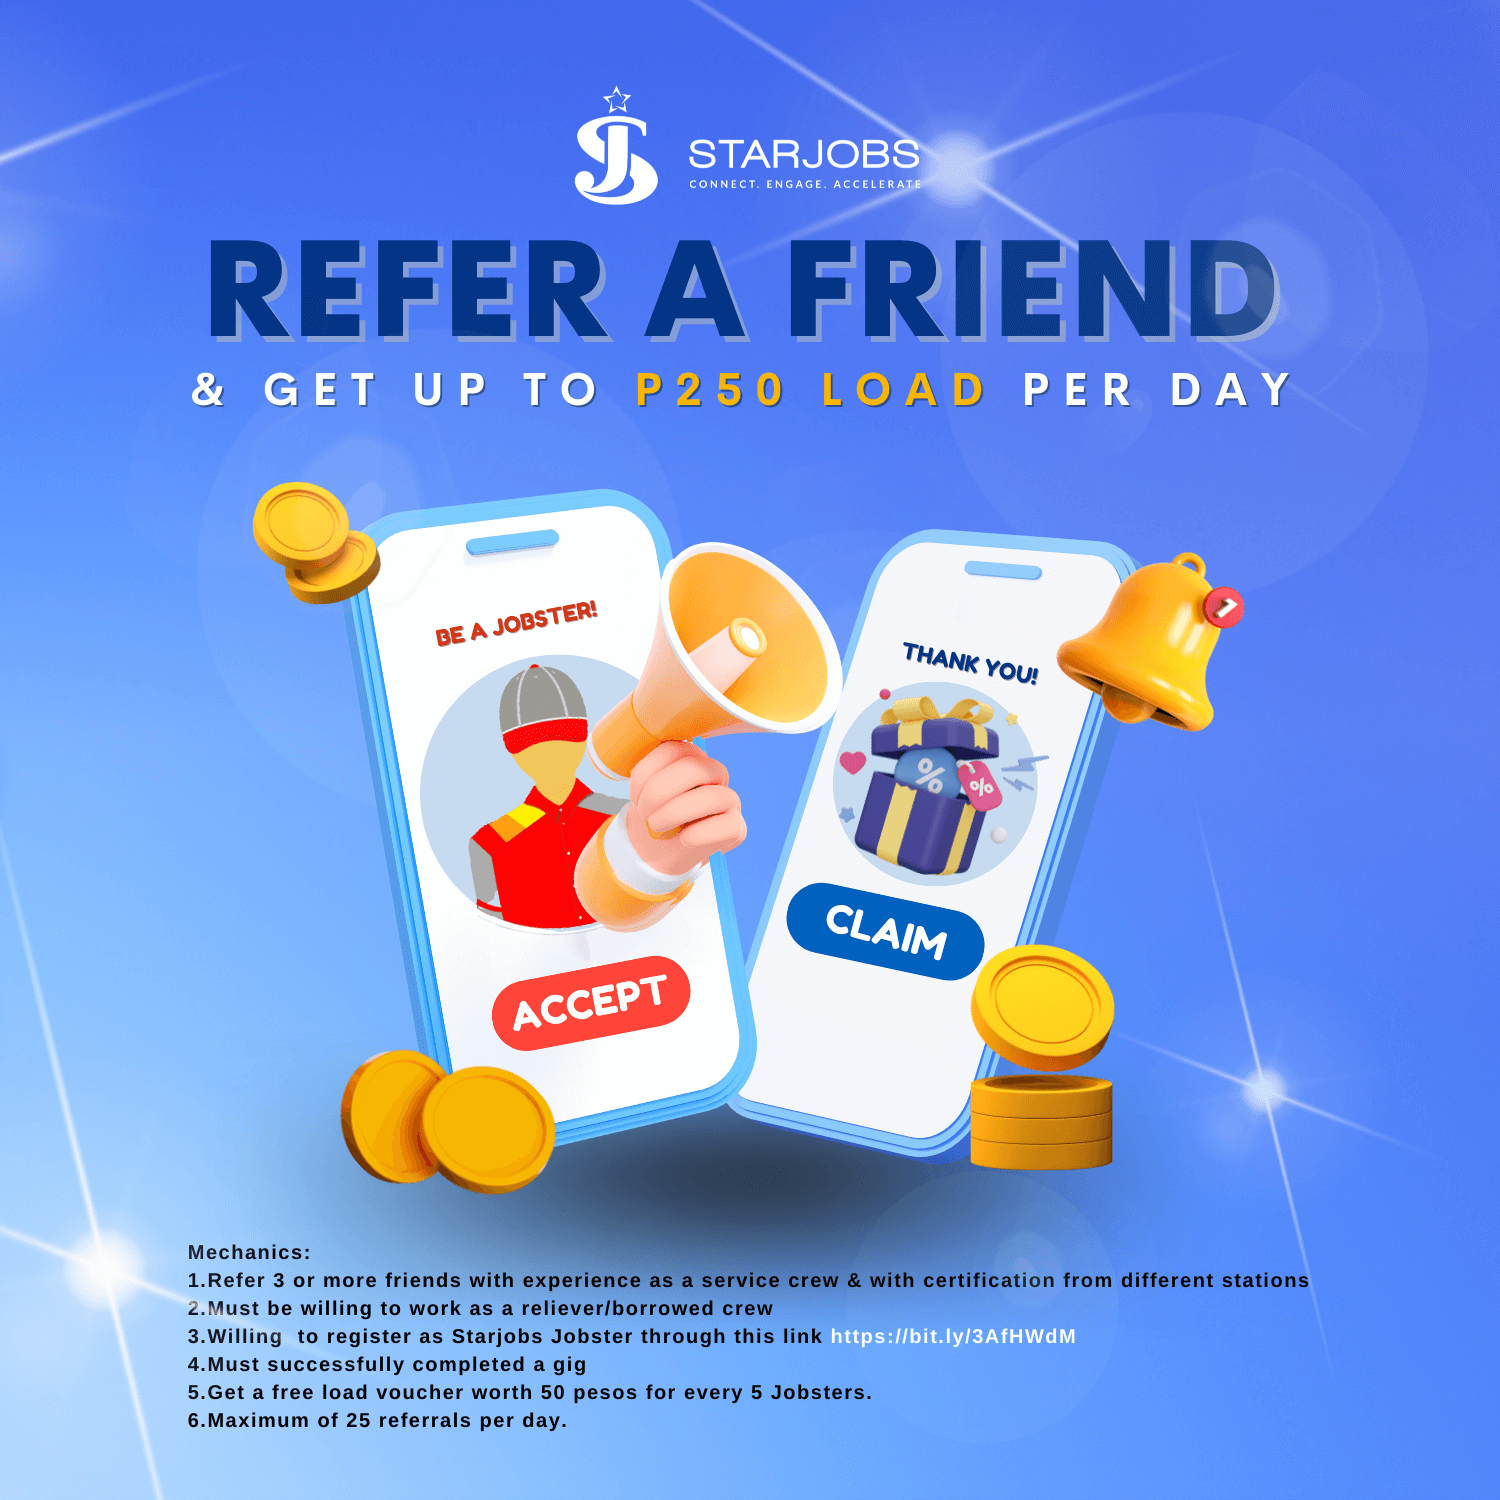 STARJOBS
CONNECT. ENGAGE. ACCELERATE
REFER A FRIEND
& GET UP TO P250 LOAD PER DAY
BE A JOBSTER!
ACCEPT
THANK YOU!
%
%
CLAIM
1
Mechanics:
1.Refer 3 or more friends with experience as a service crew & with certification from different stations
2.Must be willing to work as a reliever/borrowed crew
3.Willing  to register as Starjobs Jobster through this link https://bit.ly/3AfHWdM
4.Must successfully completed a gig
5.Get a free load voucher worth 50 pesos for every 5 Jobsters.
6.Maximum of 25 referrals per day.